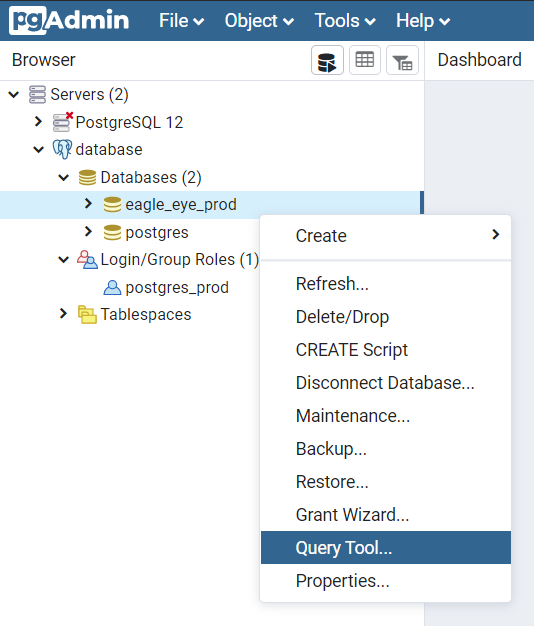 pgAdmin File Object Tools Help
Browser Dashboard
Servers (2)
PostgreSQL 12
database
Databases (2)
eagle_eye_prod
postgres
Login/Group Roles (1)
postgres_prod
Tablespaces
Create
Refresh...
Delete/Drop
CREATE Script
Disconnect Database...
Maintenance...
Backup...
Restore...
Grant Wizard...
Query Tool...
Properties...